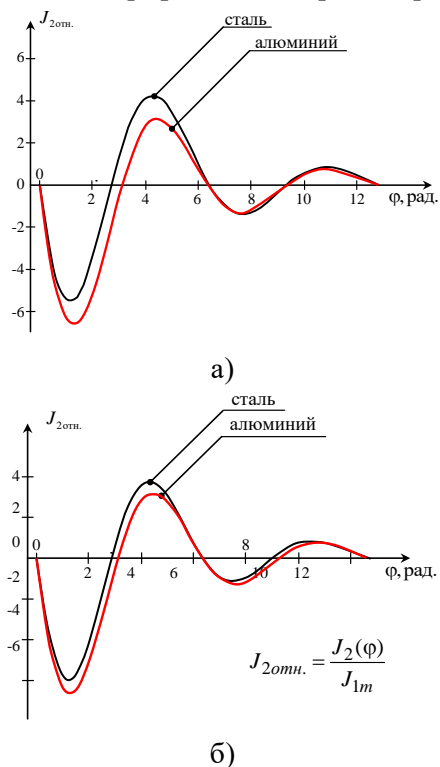 J₂отн.
сталь
алюминий
6
4
2
0
0
2
4
6
8
10
12
φ, рад.
-2
-4
-6
а)
J₂отн.
сталь
алюминий
4
2
0
0
8
2
4
6
10
12
φ, рад.
-2
-4
-6
J₂отн. = J₂(φ) / J₁m
б)